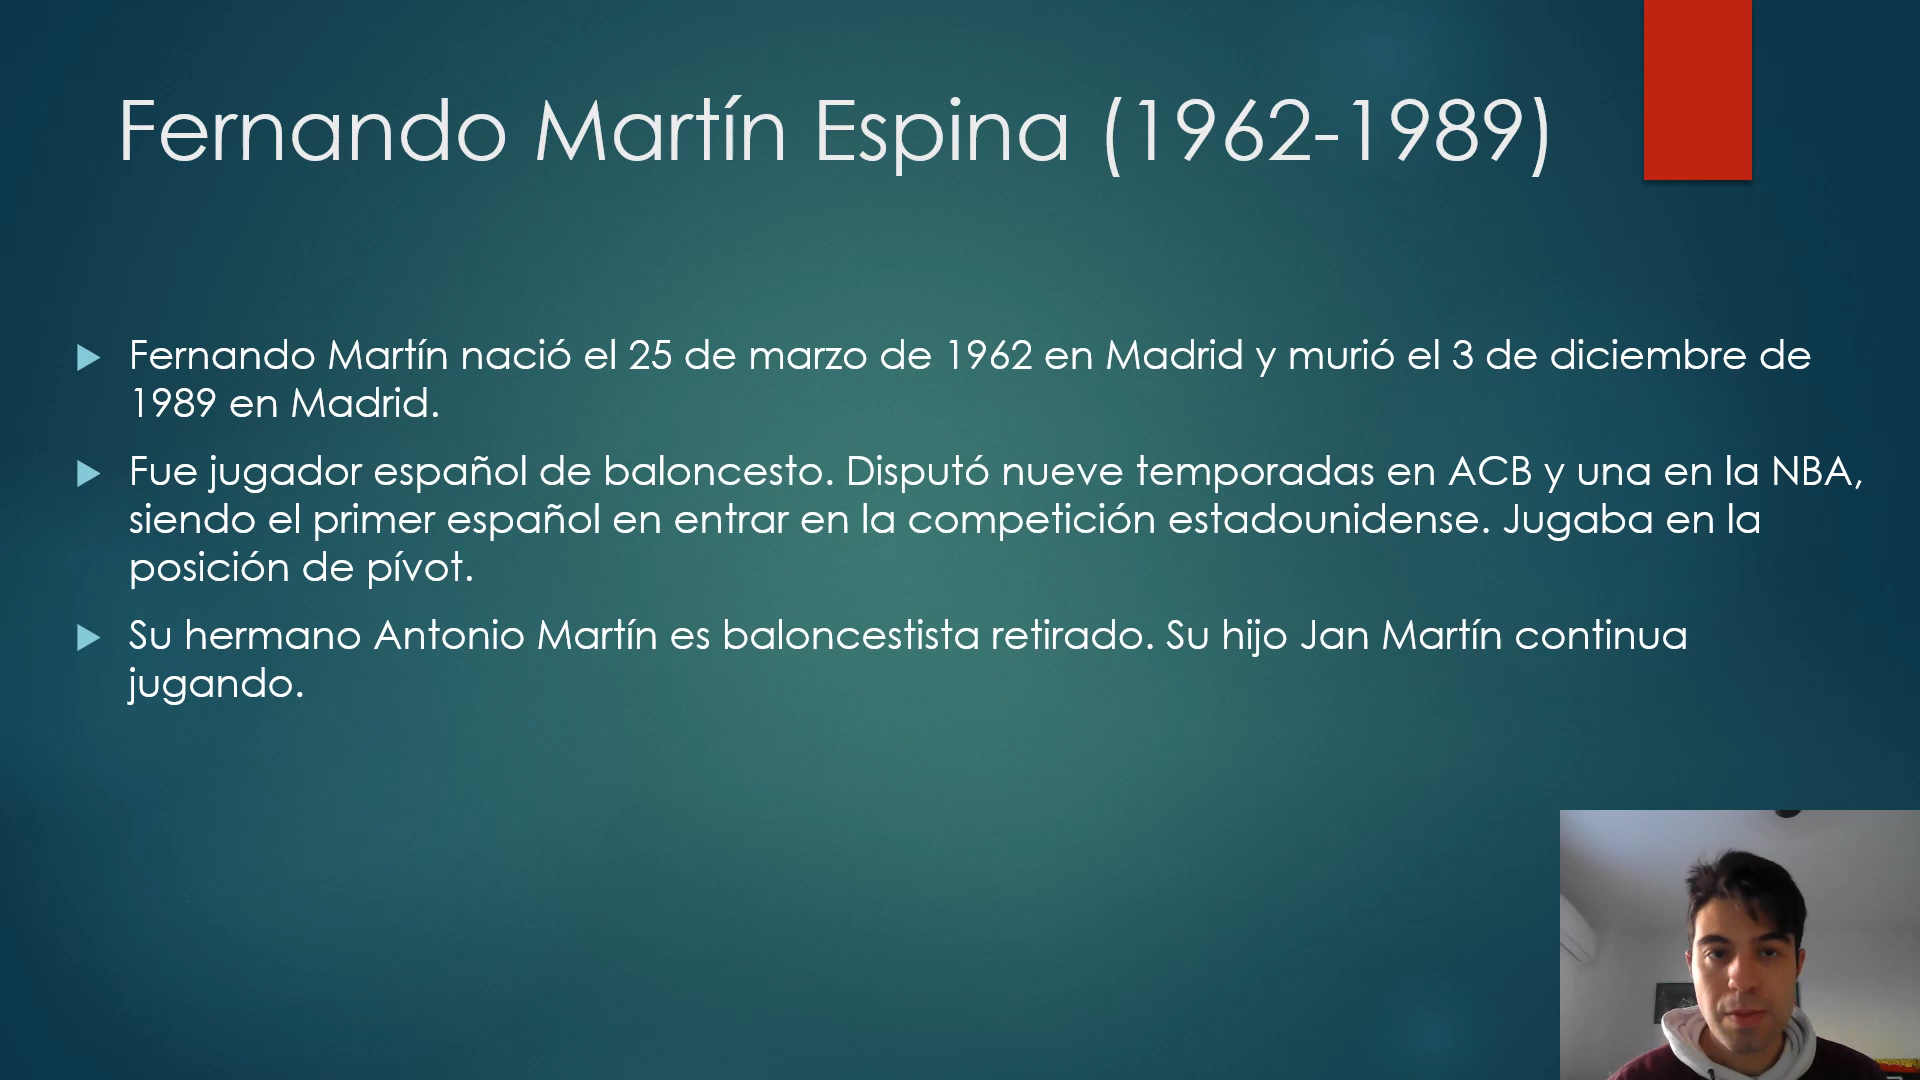 Fernando Martín Espina (1962-1989)
Fernando Martín nació el 25 de marzo de 1962 en Madrid y murió el 3 de diciembre de
1989 en Madrid.
Fue jugador español de baloncesto. Disputó nueve temporadas en ACB y una en la NBA,
siendo el primer español en entrar en la competición estadounidense. Jugaba en la
posición de pívot.
Su hermano Antonio Martín es baloncestista retirado. Su hijo Jan Martín continua
jugando.